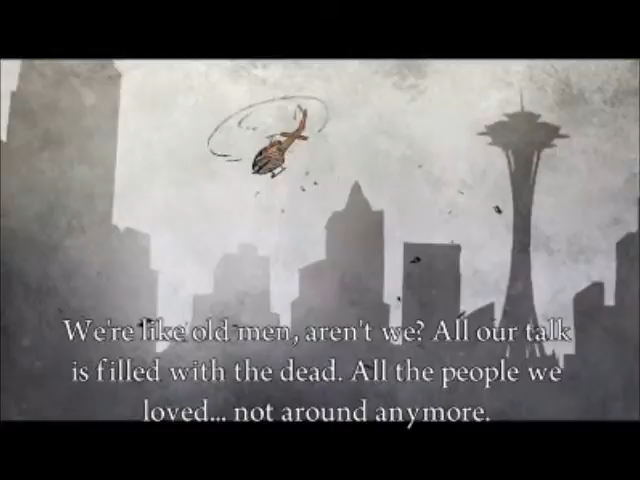 We're like old men, aren't we? All our talk
is filled with the dead. All the people we
loved... not around anymore.